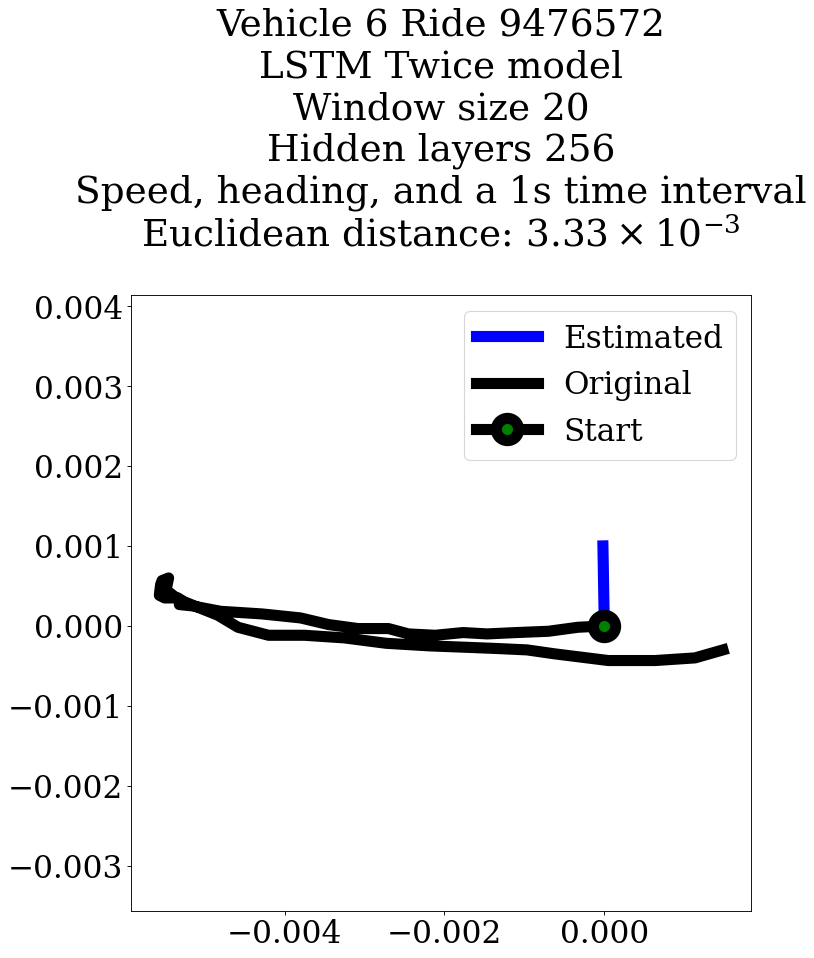 Vehicle 6 Ride 9476572
LSTM Twice model
Window size 20
Hidden layers 256
Speed, heading, and a 1s time interval
Euclidean distance: 3.33 × 10⁻³
Estimated
Original
Start
0.004
0.003
0.002
0.001
0.000
−0.001
−0.002
−0.003
−0.004 −0.002 0.000